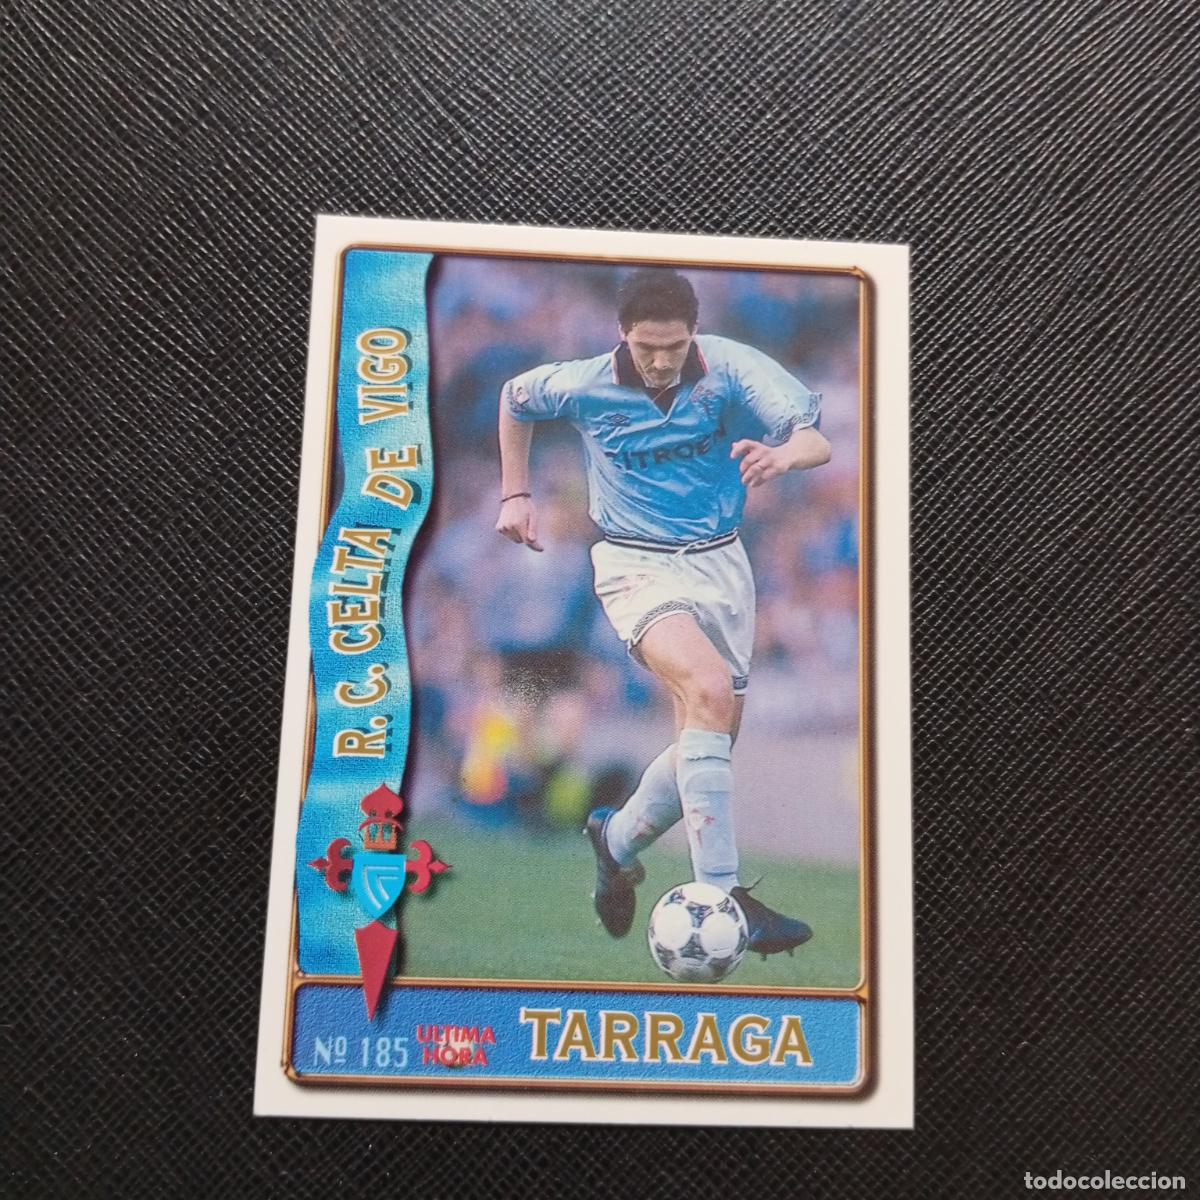 R.C. CELTA DE VIGO
CITROEN
Nº 185
ULTIMA
HORA
TARRAGA
todocoleccion